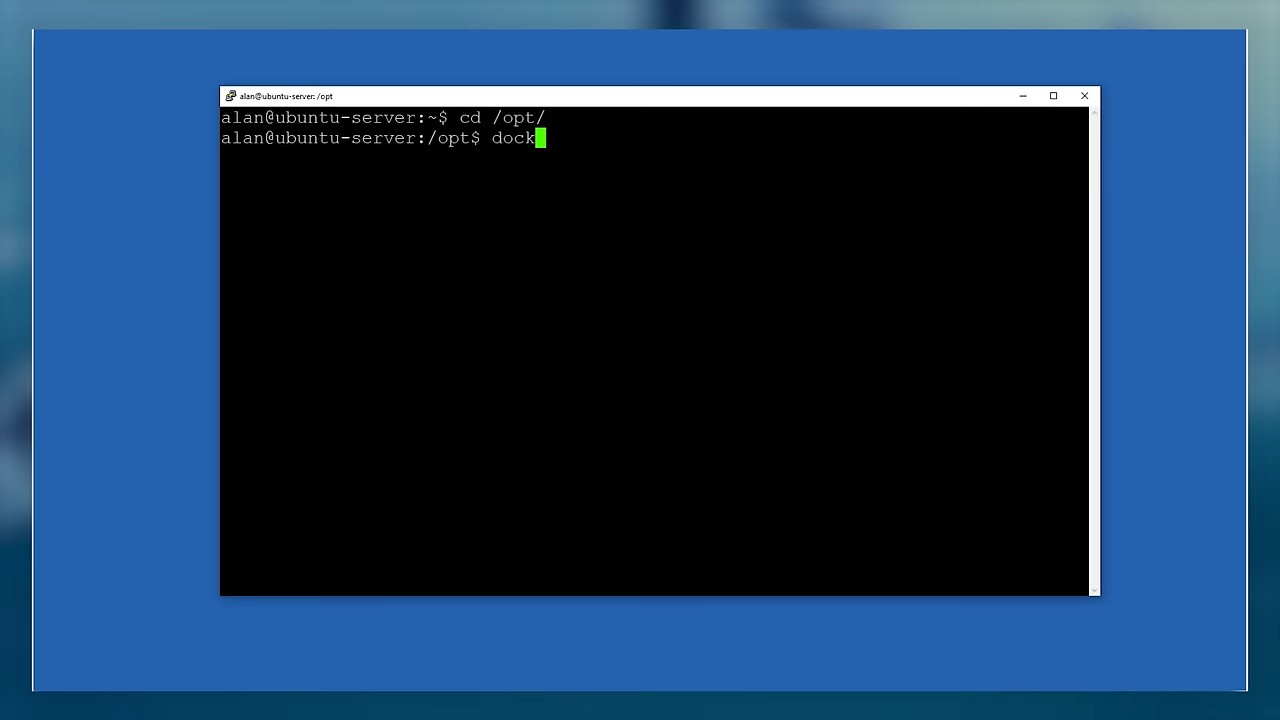 alan@ubuntu-server: /opt
alan@ubuntu-server:~$ cd /opt/
alan@ubuntu-server:/opt$ dock